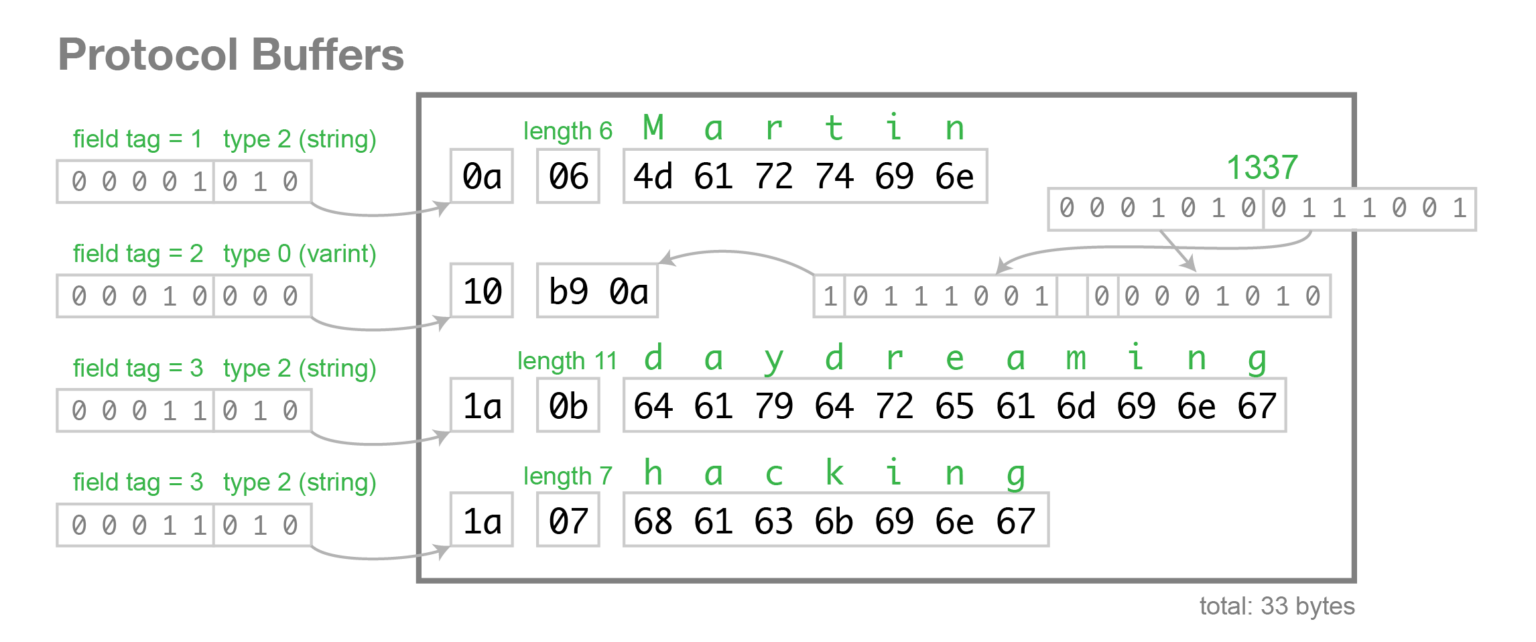 Protocol Buffers
field tag = 1 type 2 (string)
0 0 0 0 1 0 1 0
length 6 M a r t i n
0a 06 4d 61 72 74 69 6e
1337
0 0 0 1 0 1 0 0 1 1 1 0 0 1
field tag = 2 type 0 (varint)
0 0 0 1 0 0 0 0
10 b9 0a
1 0 1 1 1 0 0 1 0 0 0 0 1 0 1 0
field tag = 3 type 2 (string)
0 0 0 1 1 0 1 0
length 11 d a y d r e a m i n g
1a 0b 64 61 79 64 72 65 61 6d 69 6e 67
field tag = 3 type 2 (string)
0 0 0 1 1 0 1 0
length 7 h a c k i n g
1a 07 68 61 63 6b 69 6e 67
total: 33 bytes